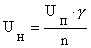 Uн = Uп · γ / n